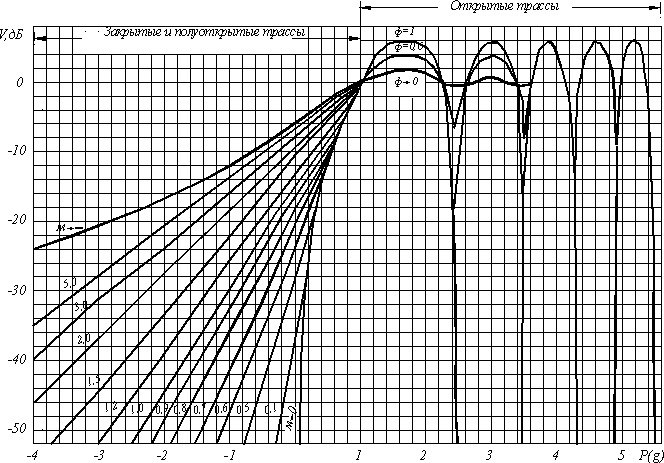 Открытые трассы
V,дБ
Закрытые и полуоткрытые трассы
ф=1
ф=0,6
ф→0
0
-10
-20
м→∞
-30
5,0
3,0
2,0
-40
1,5
1,2 1,0 0,9 0,8 0,7 0,6 0,5 0,1 м=0
-50
-4 -3 -2 -1 1 2 3 4 5 P(g)